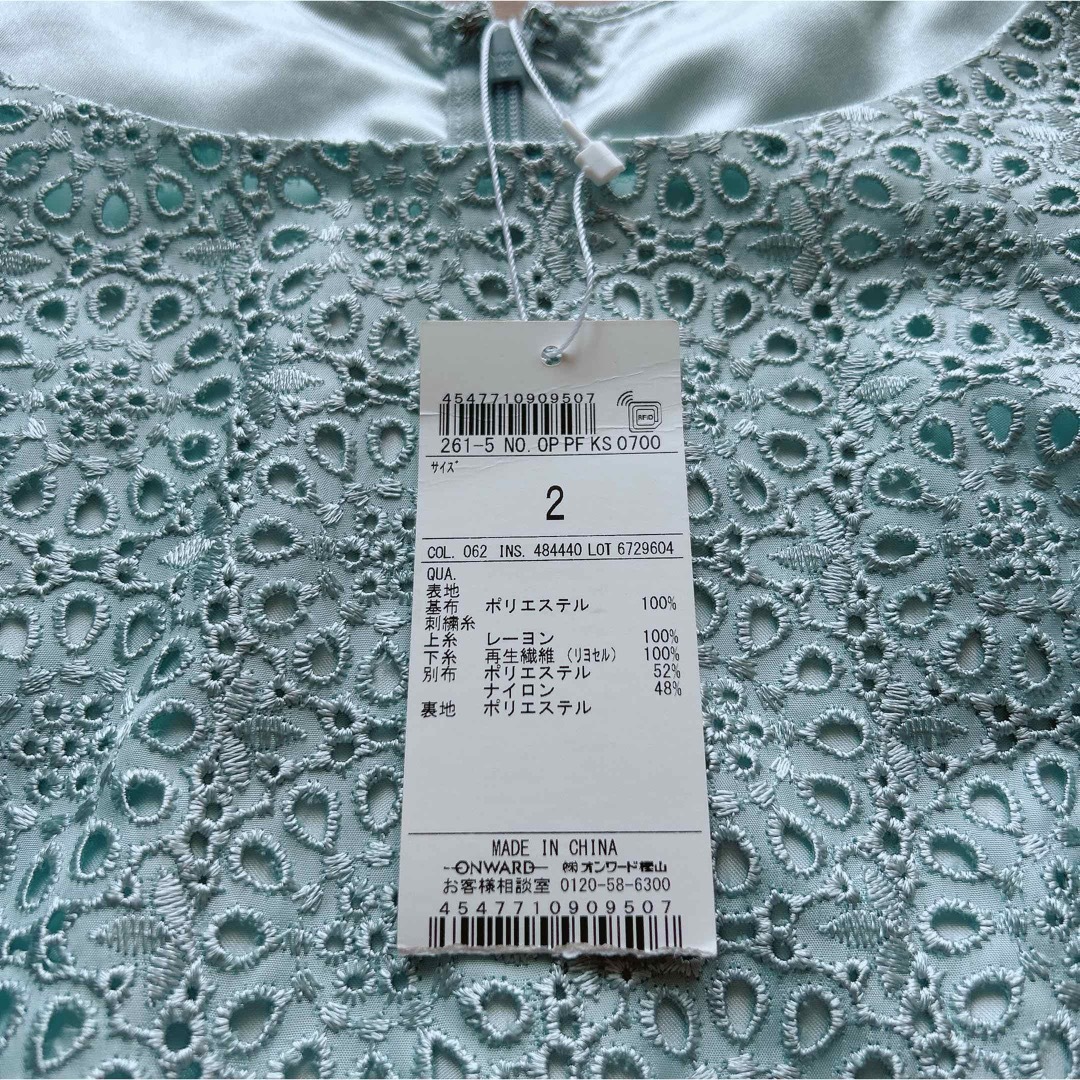 4547710909507
RFID
261-5 NO. OP PF KS 0700
サイズ
2
COL. 062 INS. 484440 LOT 6729604
QUA.
表地
基布 ポリエステル 100%
刺繍糸
上糸 レーヨン 100%
下糸 再生繊維 (リヨセル) 100%
別布 ポリエステル 52%
ナイロン 48%
裏地 ポリエステル
MADE IN CHINA
ONWARD ㈱オンワード樫山
お客様相談室 0120-58-6300
4547710909507